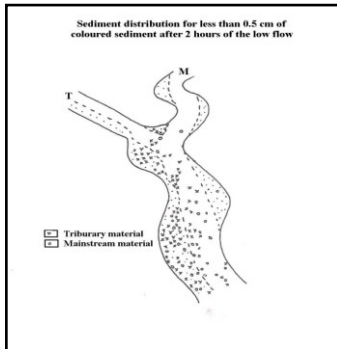 Sediment distribution for less than 0.5 cm of
coloured sediment after 2 hours of the low flow
M
T
Triburary material
Mainstream material